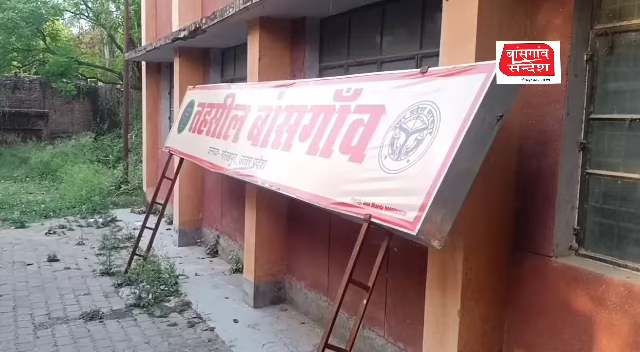 तहसील बांसगाँव
जनपद-गोरखपुर, उत्तर प्रदेश
बांसगांव
सन्देश